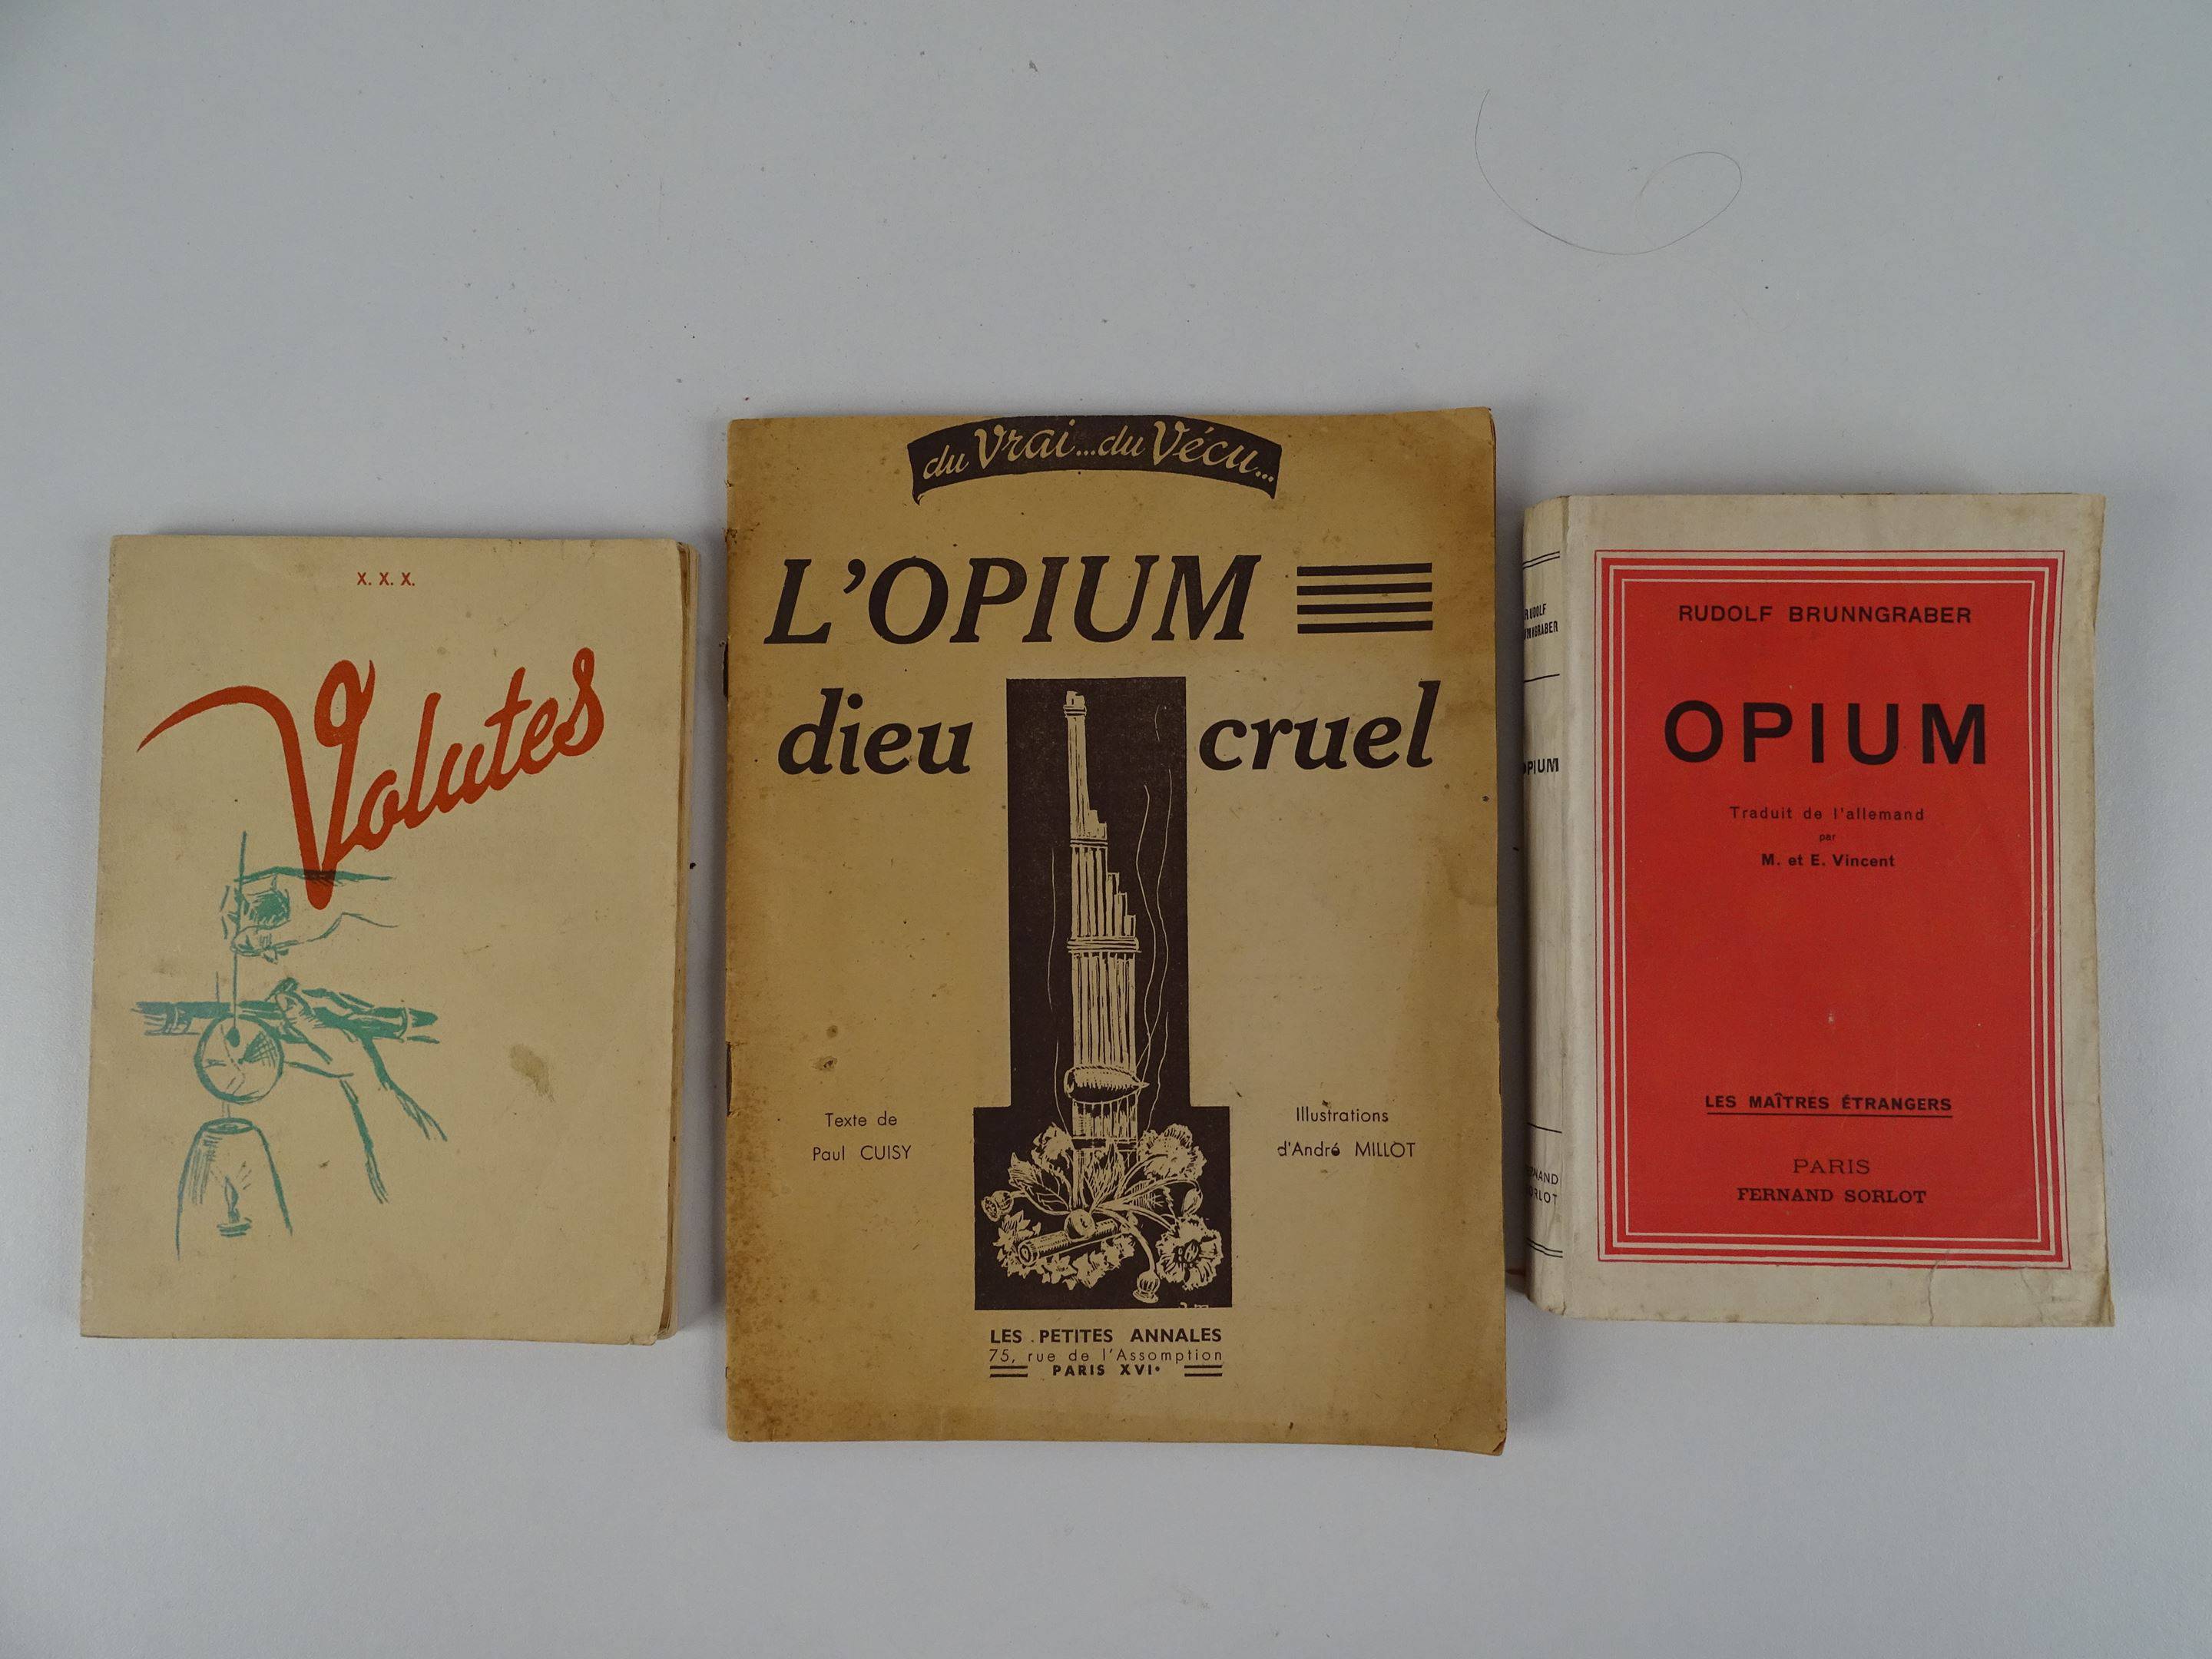 X. X. X.
Volutes
du Vrai...du Vécu...
L'OPIUM
dieu cruel
Texte de
Paul CUISY
Illustrations
d'André MILLOT
LES PETITES ANNALES
75, rue de l'Assomption
PARIS XVIe
RUDOLF
OPIUM
RUDOLF BRUNNGRABER
OPIUM
Traduit de l'allemand
par
M. et E. Vincent
LES MAÎTRES ÉTRANGERS
PARIS
FERNAND SORLOT